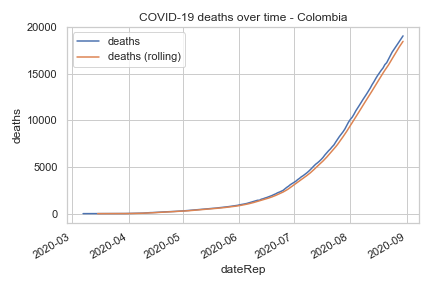 COVID-19 deaths over time - Colombia
deaths
deaths (rolling)
20000
15000
10000
5000
0
deaths
2020-03
2020-04
2020-05
2020-06
2020-07
2020-08
2020-09
dateRep